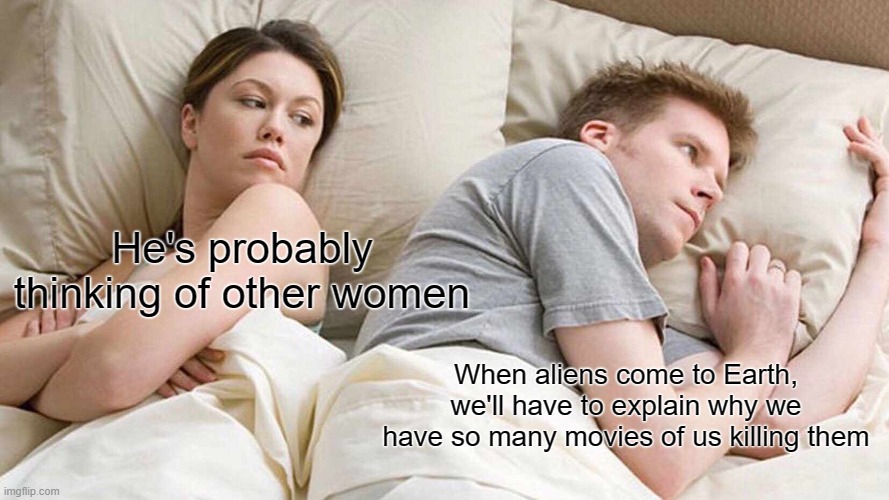 He's probably
thinking of other women
When aliens come to Earth,
we'll have to explain why we
have so many movies of us killing them
imgflip.com